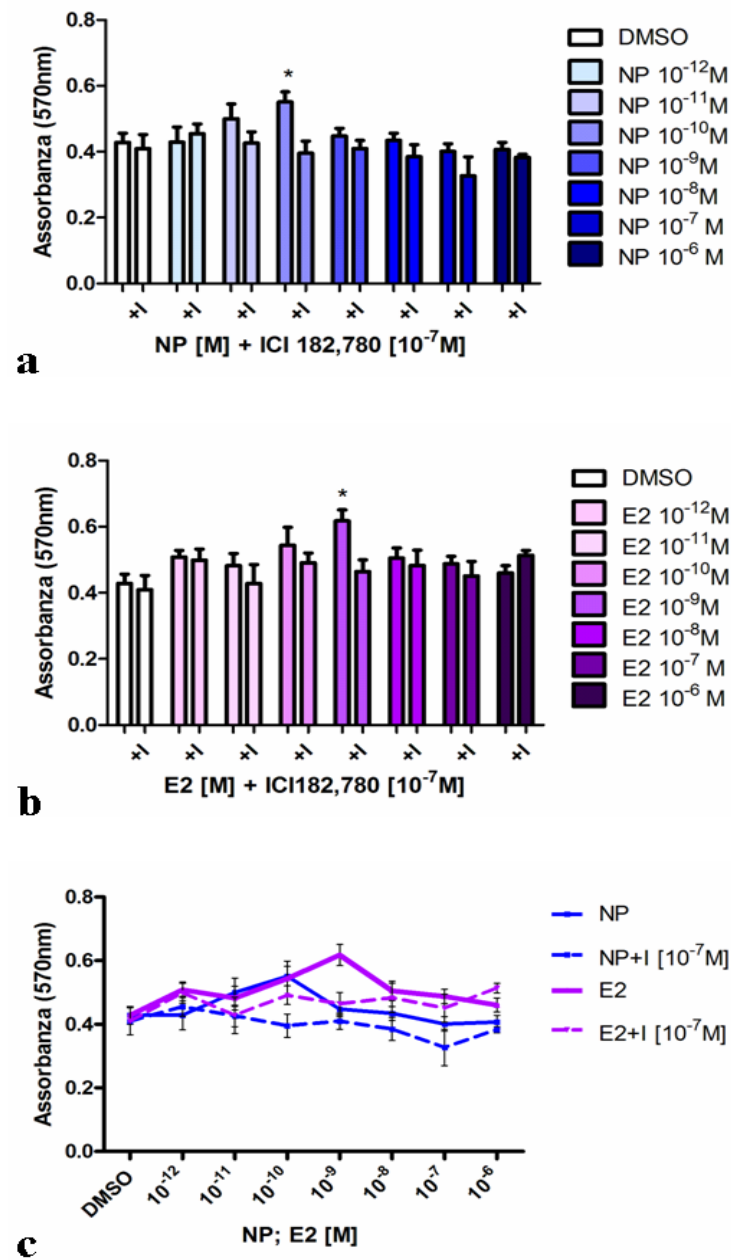 0.8
0.6
0.4
0.2
0.0
Assorbanza (570nm)
*
+I +I +I +I +I +I +I +I
NP [M] + ICI 182,780 [10⁻⁷M]
DMSO
NP 10⁻¹²M
NP 10⁻¹¹M
NP 10⁻¹⁰M
NP 10⁻⁹M
NP 10⁻⁸M
NP 10⁻⁷ M
NP 10⁻⁶ M
a
0.8
0.6
0.4
0.2
0.0
Assorbanza (570nm)
*
+I +I +I +I +I +I +I +I
E2 [M] + ICI182,780 [10⁻⁷M]
DMSO
E2 10⁻¹²M
E2 10⁻¹¹M
E2 10⁻¹⁰M
E2 10⁻⁹M
E2 10⁻⁸M
E2 10⁻⁷ M
E2 10⁻⁶ M
b
0.8
0.6
0.4
0.2
0.0
Assorbanza (570nm)
DMSO 10⁻¹² 10⁻¹¹ 10⁻¹⁰ 10⁻⁹ 10⁻⁸ 10⁻⁷ 10⁻⁶
NP; E2 [M]
NP
NP+I [10⁻⁷M]
E2
E2+I [10⁻⁷M]
c